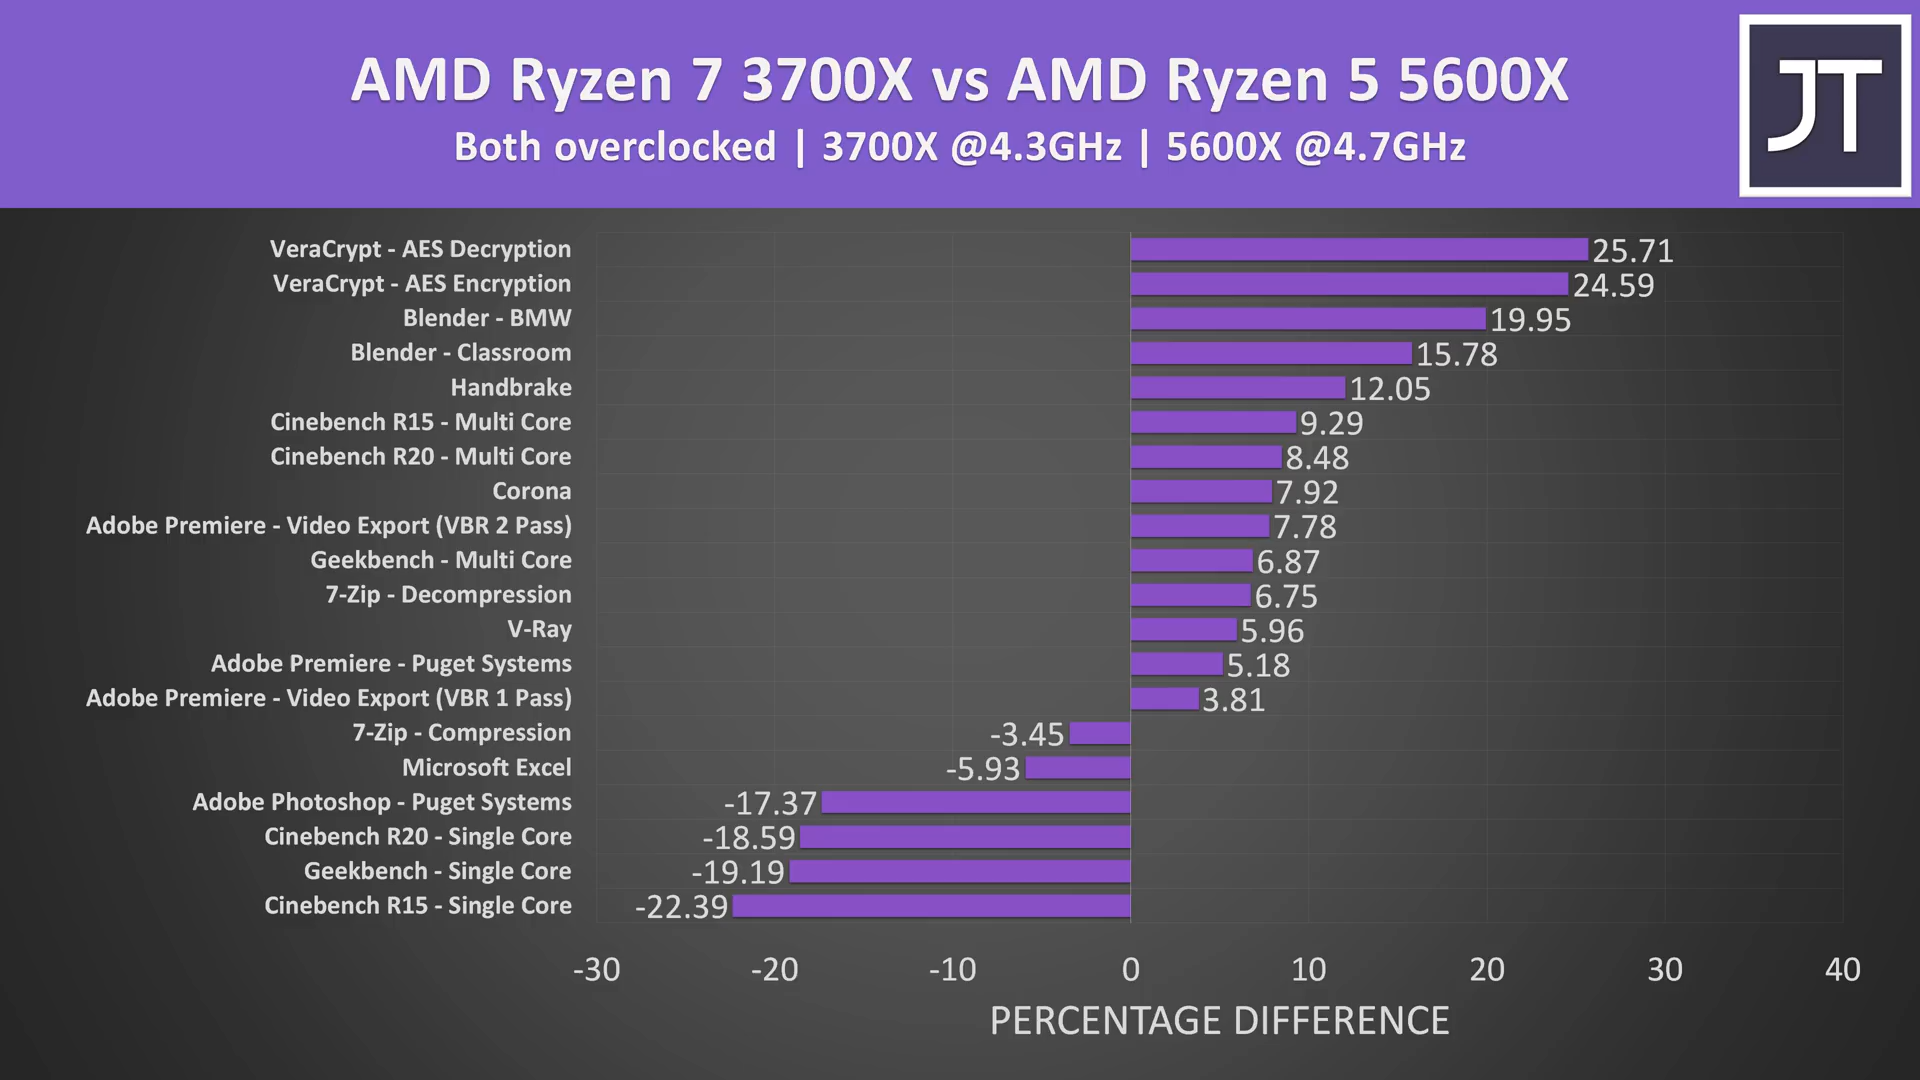 AMD Ryzen 7 3700X vs AMD Ryzen 5 5600X
Both overclocked | 3700X @4.3GHz | 5600X @4.7GHz
JT
VeraCrypt - AES Decryption 25.71
VeraCrypt - AES Encryption 24.59
Blender - BMW 19.95
Blender - Classroom 15.78
Handbrake 12.05
Cinebench R15 - Multi Core 9.29
Cinebench R20 - Multi Core 8.48
Corona 7.92
Adobe Premiere - Video Export (VBR 2 Pass) 7.78
Geekbench - Multi Core 6.87
7-Zip - Decompression 6.75
V-Ray 5.96
Adobe Premiere - Puget Systems 5.18
Adobe Premiere - Video Export (VBR 1 Pass) 3.81
7-Zip - Compression -3.45
Microsoft Excel -5.93
Adobe Photoshop - Puget Systems -17.37
Cinebench R20 - Single Core -18.59
Geekbench - Single Core -19.19
Cinebench R15 - Single Core -22.39
-30 -20 -10 0 10 20 30 40
PERCENTAGE DIFFERENCE